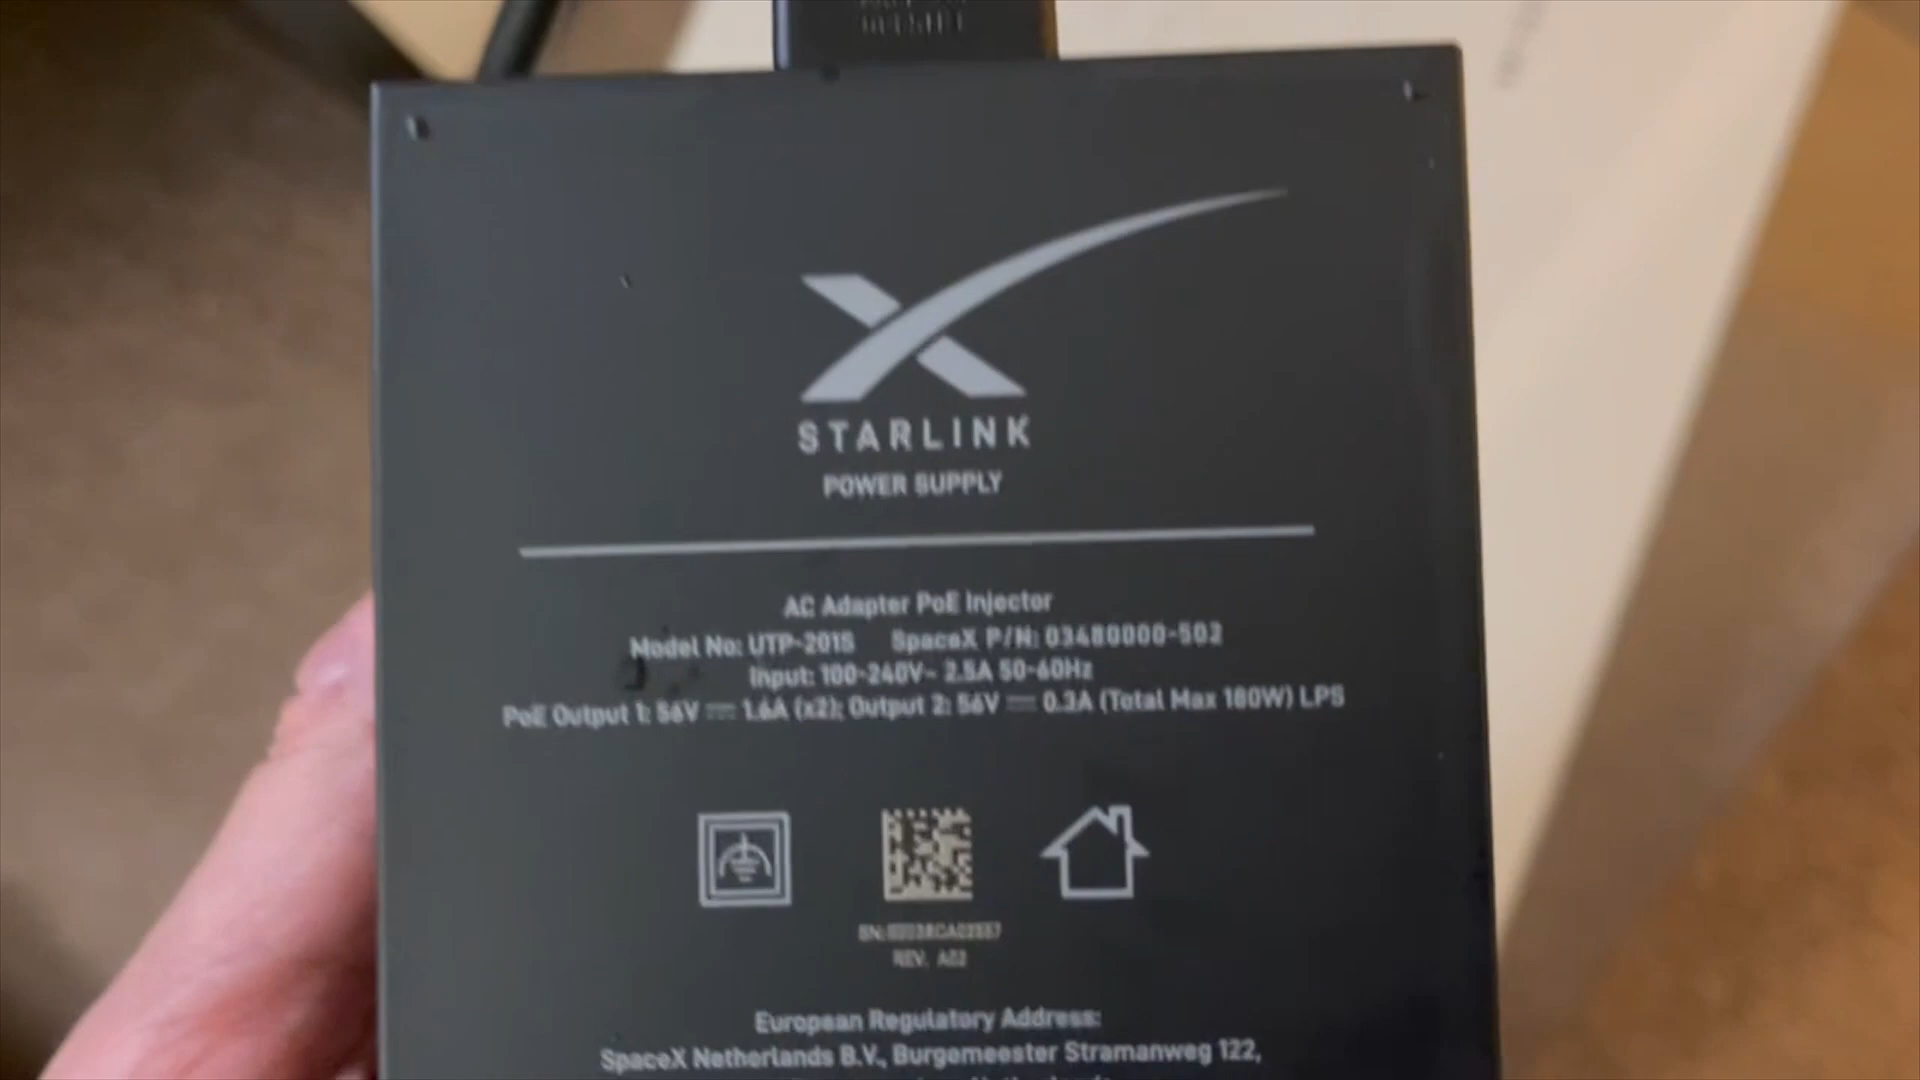 STARLINK
POWER SUPPLY
AC Adapter PoE Injector
Model No: UTP-201S SpaceX P/N: 03480000-502
Input: 100-240V~ 2.5A 50-60Hz
PoE Output 1: 56V ⎓ 1.6A (x2); Output 2: 56V ⎓ 0.3A (Total Max 180W) LPS
REV. A02
European Regulatory Address:
SpaceX Netherlands B.V., Burgemeester Stramanweg 122,